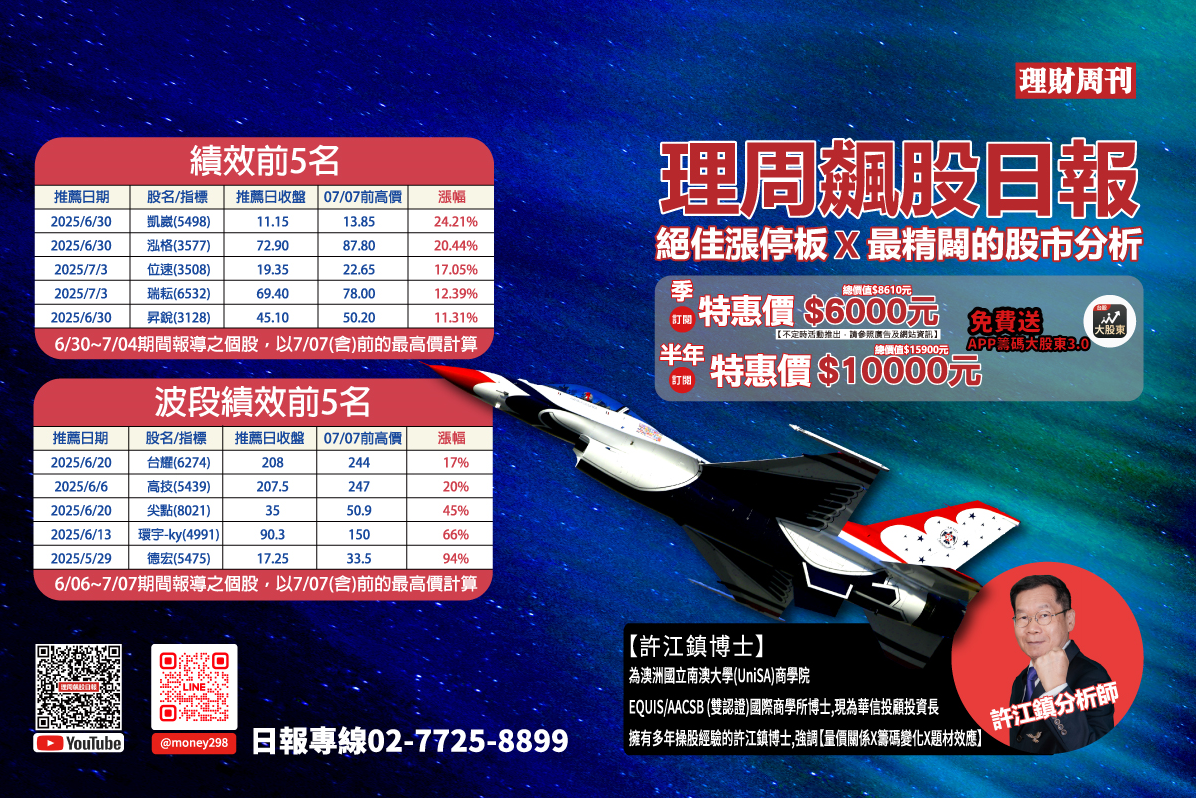 理財周刊
理周飆股日報
絕佳漲停板 X 最精闢的股市分析
季 訂閱 特惠價 $6000元 總價值$8610元
【不定時活動推出,請參照廣告及網站資訊】
半年 訂閱 特惠價 $10000元 總價值$15900元
免費送
APP籌碼大股東3.0
大股東
績效前5名
推薦日期 股名/指標 推薦日收盤 07/07前高價 漲幅
2025/6/30 凱崴(5498) 11.15 13.85 24.21%
2025/6/30 泓格(3577) 72.90 87.80 20.44%
2025/7/3 位速(3508) 19.35 22.65 17.05%
2025/7/3 瑞耘(6532) 69.40 78.00 12.39%
2025/6/30 昇銳(3128) 45.10 50.20 11.31%
6/30~7/04期間報導之個股,以7/07(含)前的最高價計算
波段績效前5名
推薦日期 股名/指標 推薦日收盤 07/07前高價 漲幅
2025/6/20 台耀(6274) 208 244 17%
2025/6/6 高技(5439) 207.5 247 20%
2025/6/20 尖點(8021) 35 50.9 45%
2025/6/13 環宇-ky(4991) 90.3 150 66%
2025/5/29 德宏(5475) 17.25 33.5 94%
6/06~7/07期間報導之個股,以7/07(含)前的最高價計算
理周飆股日報
YouTube
LINE
@money298
日報專線02-7725-8899
【許江鎮博士】
為澳洲國立南澳大學(UniSA)商學院
EQUIS/AACSB (雙認證)國際商學所博士,現為華信投顧投資長
擁有多年操股經驗的許江鎮博士,強調【量價關係X籌碼變化X題材效應】
許江鎮分析師